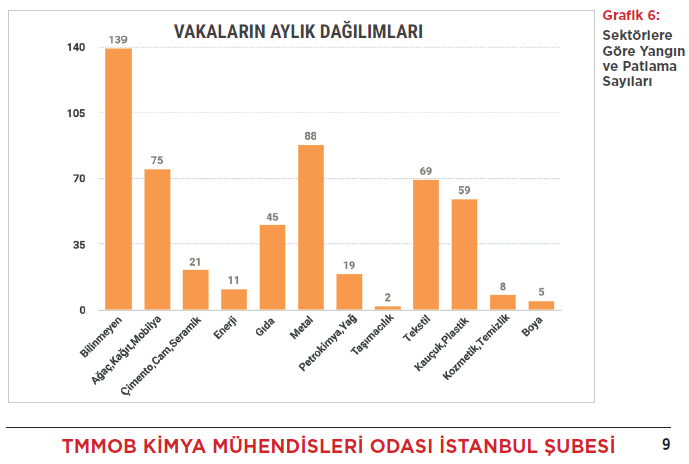 VAKALARIN AYLIK DAĞILIMLARI
140
105
70
35
0
139
75
21
11
45
88
19
2
69
59
8
5
Bilinmeyen
Ağaç,Kağıt,Mobilya
Çimento,Cam,Seramik
Enerji
Gıda
Metal
Petrokimya,Yağ
Taşımacılık
Tekstil
Kauçuk,Plastik
Kozmetik,Temizlik
Boya
Grafik 6:
Sektörlere
Göre Yangın
ve Patlama
Sayıları
TMMOB KİMYA MÜHENDİSLERİ ODASI İSTANBUL ŞUBESİ
9